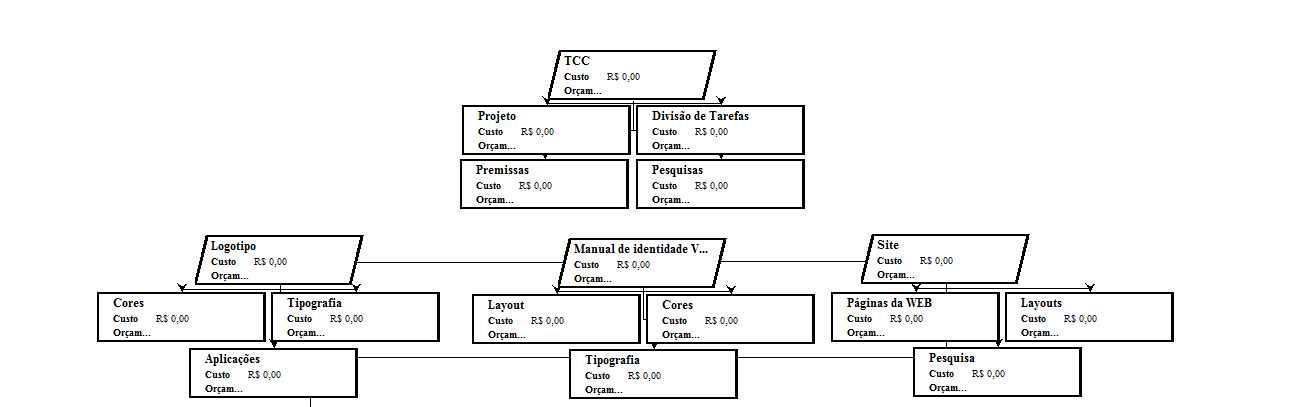 TCC
Custo R$ 0,00
Orçam...
Projeto
Custo R$ 0,00
Orçam...
Divisão de Tarefas
Custo R$ 0,00
Orçam...
Premissas
Custo R$ 0,00
Orçam...
Pesquisas
Custo R$ 0,00
Orçam...
Logotipo
Custo R$ 0,00
Orçam...
Manual de identidade V...
Custo R$ 0,00
Orçam...
Site
Custo R$ 0,00
Orçam...
Cores
Custo R$ 0,00
Orçam...
Tipografia
Custo R$ 0,00
Orçam...
Layout
Custo R$ 0,00
Orçam...
Cores
Custo R$ 0,00
Orçam...
Páginas da WEB
Custo R$ 0,00
Orçam...
Layouts
Custo R$ 0,00
Orçam...
Aplicações
Custo R$ 0,00
Orçam...
Tipografia
Custo R$ 0,00
Orçam...
Pesquisa
Custo R$ 0,00
Orçam...